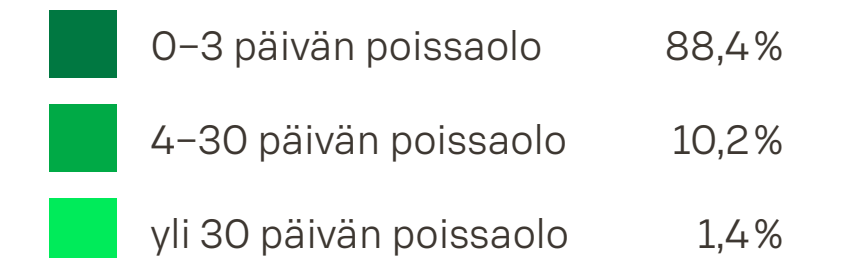 0–3 päivän poissaolo 88,4 %
4–30 päivän poissaolo 10,2 %
yli 30 päivän poissaolo 1,4 %